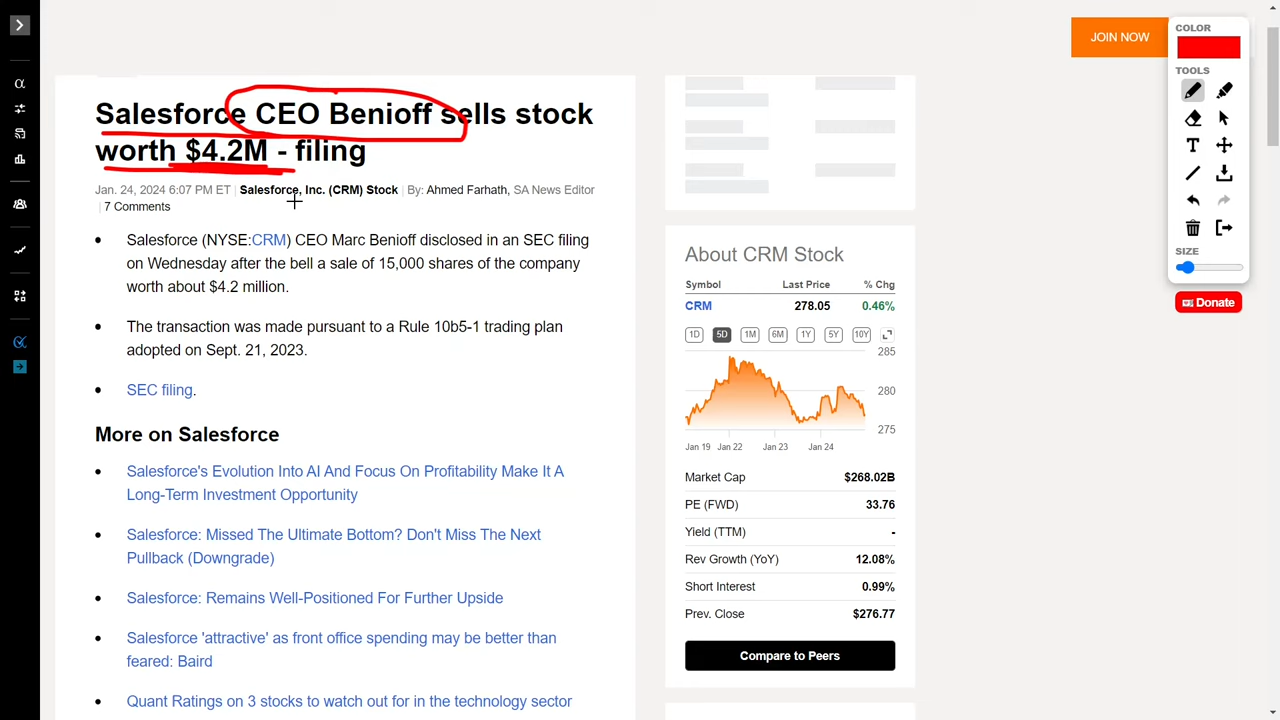 JOIN NOW
COLOR
TOOLS
T
SIZE
Donate
α
Salesforce CEO Benioff sells stock
worth $4.2M - filing
Jan. 24, 2024 6:07 PM ET | Salesforce, Inc. (CRM) Stock | By: Ahmed Farhath, SA News Editor
| 7 Comments
• Salesforce (NYSE:CRM) CEO Marc Benioff disclosed in an SEC filing
on Wednesday after the bell a sale of 15,000 shares of the company
worth about $4.2 million.
• The transaction was made pursuant to a Rule 10b5-1 trading plan
adopted on Sept. 21, 2023.
• SEC filing.
More on Salesforce
• Salesforce's Evolution Into AI And Focus On Profitability Make It A
Long-Term Investment Opportunity
• Salesforce: Missed The Ultimate Bottom? Don't Miss The Next
Pullback (Downgrade)
• Salesforce: Remains Well-Positioned For Further Upside
• Salesforce 'attractive' as front office spending may be better than
feared: Baird
• Quant Ratings on 3 stocks to watch out for in the technology sector
About CRM Stock
Symbol Last Price % Chg
CRM 278.05 0.46%
1D 5D 1M 6M 1Y 5Y 10Y
285
280
275
Jan 19 Jan 22 Jan 23 Jan 24
Market Cap $268.02B
PE (FWD) 33.76
Yield (TTM) -
Rev Growth (YoY) 12.08%
Short Interest 0.99%
Prev. Close $276.77
Compare to Peers